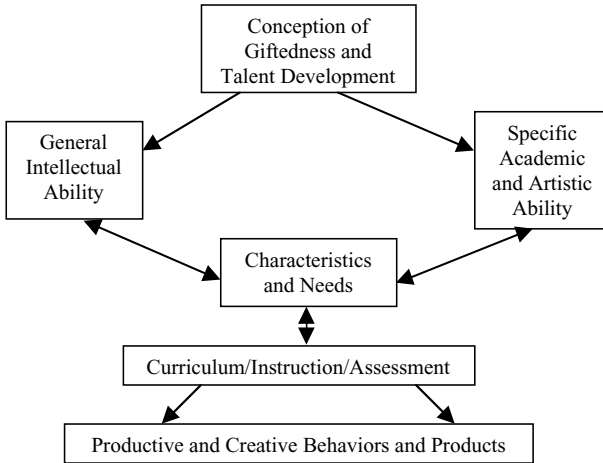 Conception of
Giftedness and
Talent Development
General
Intellectual
Ability
Specific
Academic
and Artistic
Ability
Characteristics
and Needs
Curriculum/Instruction/Assessment
Productive and Creative Behaviors and Products